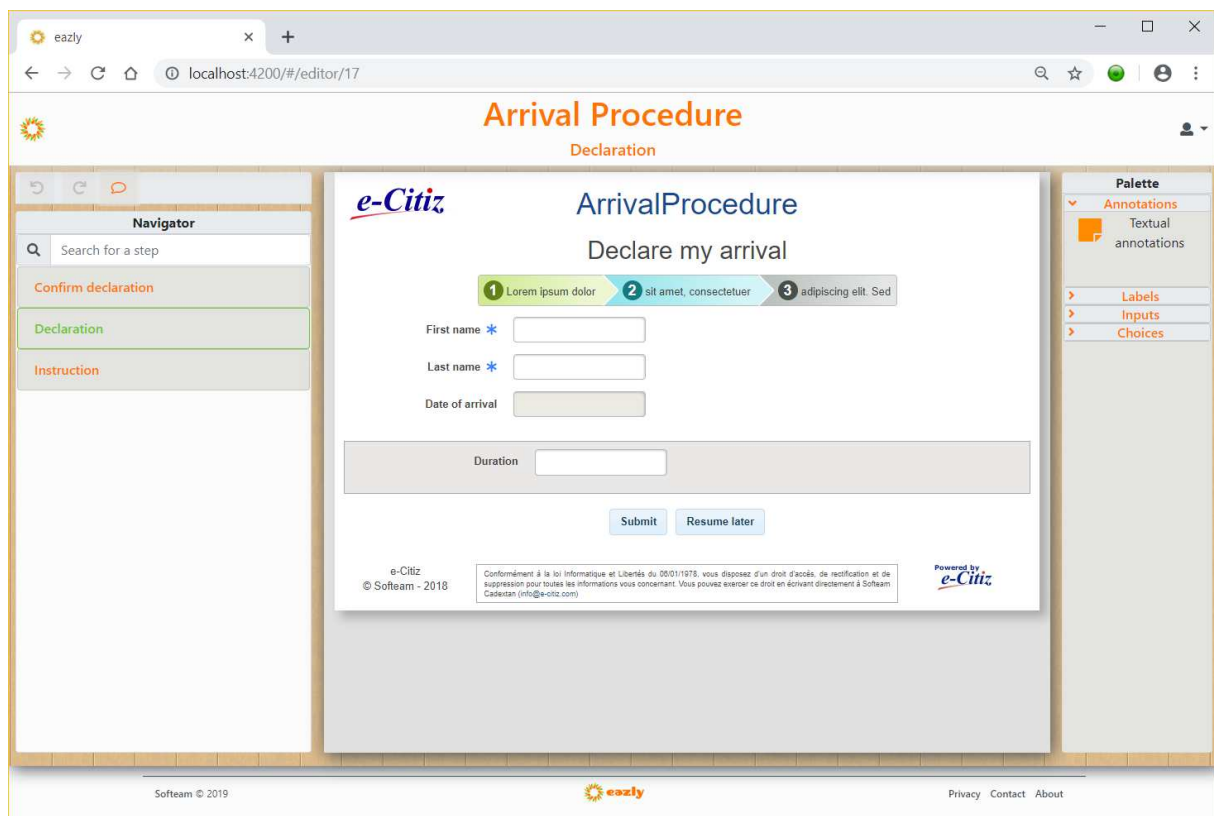 eazly
localhost:4200/#/editor/17
Arrival Procedure
Declaration
Navigator
Search for a step
Confirm declaration
Declaration
Instruction
e-Citiz
ArrivalProcedure
Declare my arrival
1 Lorem ipsum dolor 2 sit amet, consectetuer 3 adipiscing elit. Sed
First name *
Last name *
Date of arrival
Duration
Submit Resume later
e-Citiz
© Softeam - 2018
Conformément à la loi Informatique et Libertés du 06/01/1978, vous disposez d'un droit d'accès, de rectification et de
suppression pour toutes les informations vous concernant. Vous pouvez exercer ce droit en écrivant directement à Softeam
Cadextan (info@e-citiz.com)
Powered by
e-Citiz
Palette
Annotations
Textual
annotations
Labels
Inputs
Choices
Softeam © 2019
eazly
Privacy Contact About